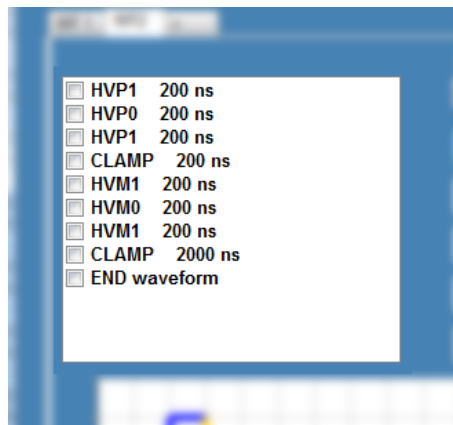 HVP1 200 ns
HVP0 200 ns
HVP1 200 ns
CLAMP 200 ns
HVM1 200 ns
HVM0 200 ns
HVM1 200 ns
CLAMP 2000 ns
END waveform